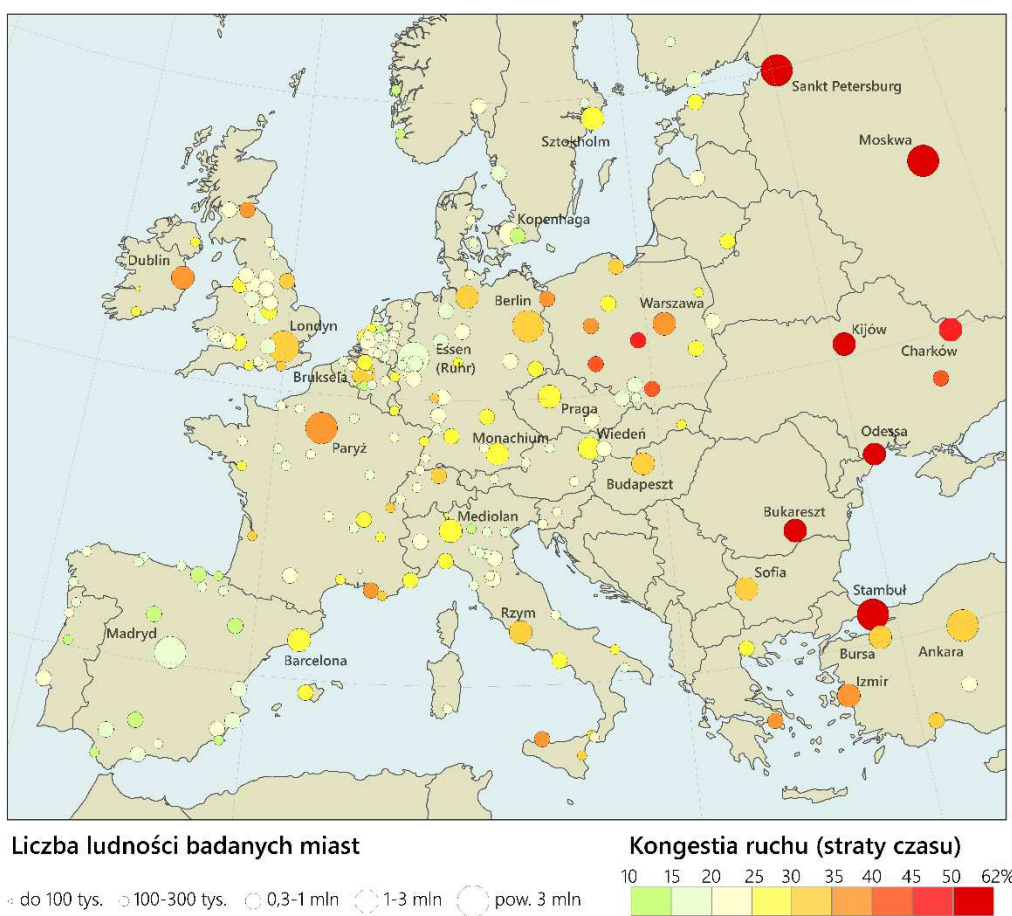 Sankt Petersburg
Moskwa
Sztokholm
Kopenhaga
Dublin
Berlin
Warszawa
Londyn
Essen
(Ruhr)
Kijów
Charków
Bruksela
Praga
Paryż
Monachium
Wiedeń
Odessa
Budapeszt
Mediolan
Bukareszt
Sofia
Stambuł
Rzym
Madryd
Barcelona
Bursa
Ankara
Izmir
Liczba ludności badanych miast
do 100 tys.
100-300 tys.
0,3-1 mln
1-3 mln
pow. 3 mln
Kongestia ruchu (straty czasu)
10 15 20 25 30 35 40 45 50 62%